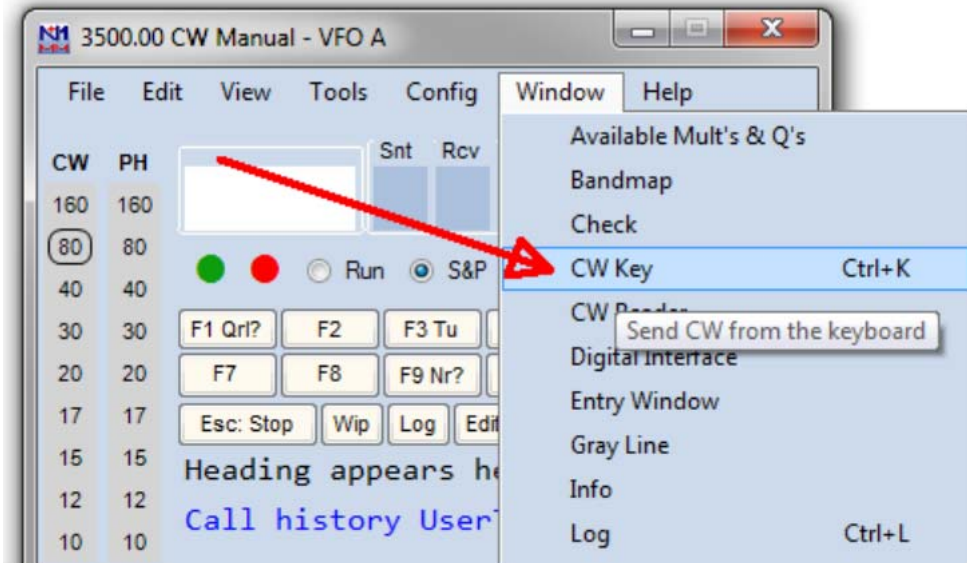 3500.00 CW Manual - VFO A
File Edit View Tools Config Window Help
CW PH
160 160
80 80
40 40
30 30
20 20
17 17
15 15
12 12
10 10
Snt Rcv
Run S&P
F1 Qrl? F2 F3 Tu
F7 F8 F9 Nr?
Esc: Stop Wip Log Edit
Heading appears
Call history
Available Mult's & Q's
Bandmap
Check
CW Key Ctrl+K
CW Reader
Send CW from the keyboard
Digital Interface
Entry Window
Gray Line
Info
Log Ctrl+L